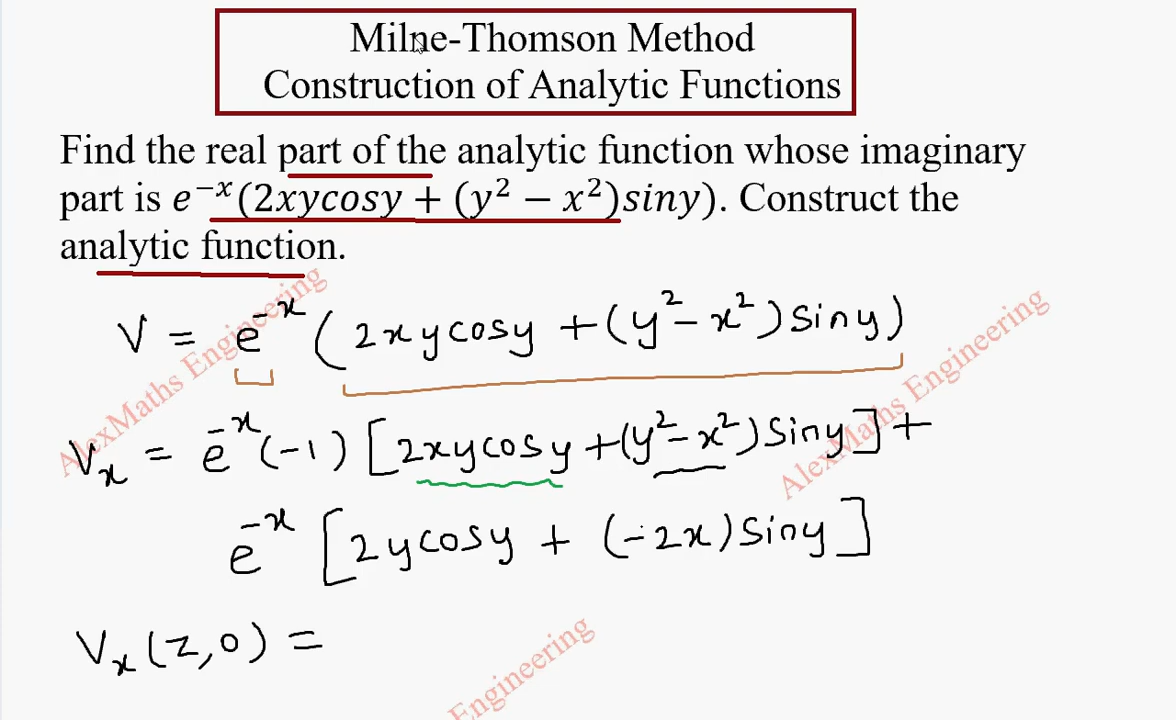 Milne-Thomson Method
Construction of Analytic Functions
Find the real part of the analytic function whose imaginary
part is e⁻ˣ(2xycosy + (y² − x²)siny). Construct the
analytic function.
V = e⁻ˣ (2xycosy + (y² − x²)siny)
Vₓ = e⁻ˣ(−1)[2xycosy + (y² − x²)siny] +
e⁻ˣ [2ycosy + (−2x)siny]
Vₓ(z,0) =
AlexMaths Engineering
AlexMaths Engineering
Engineering